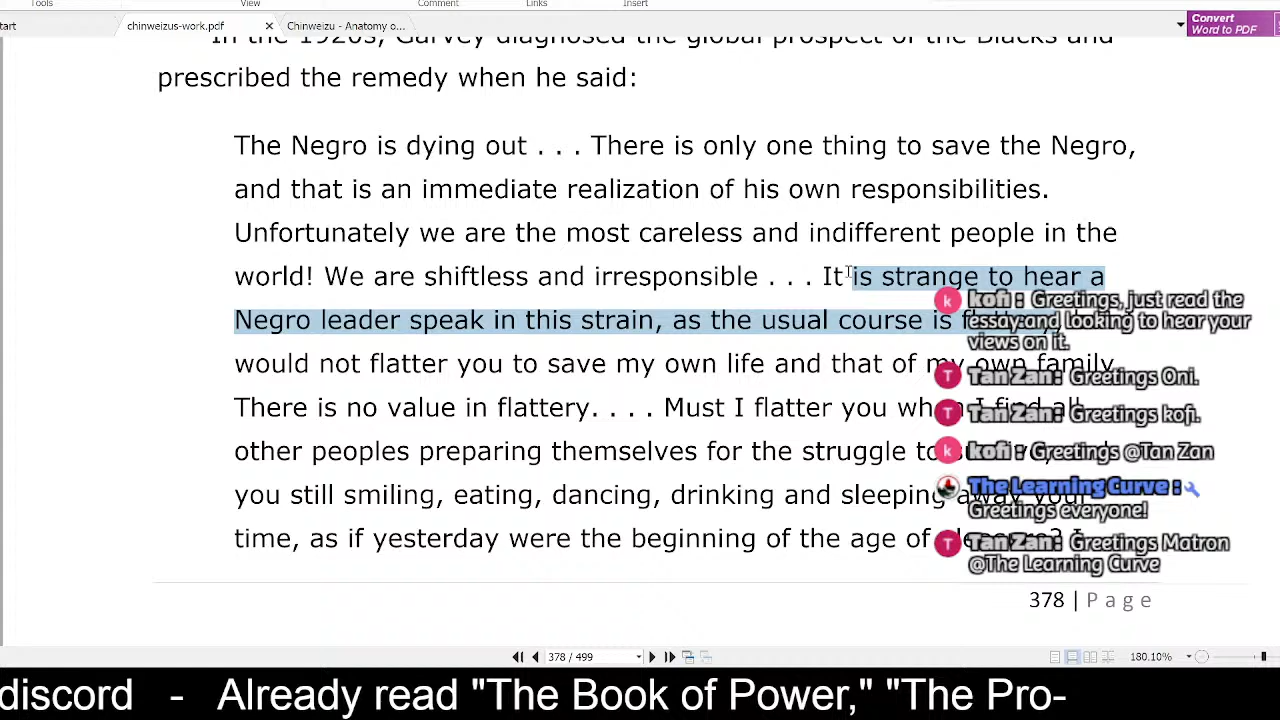 Tools View Comment Links Insert
tart chinweizus-work.pdf × Chinweizu - Anatomy o...
Convert
Word to PDF
In the 1920s, Garvey diagnosed the global prospect of the Blacks and
prescribed the remedy when he said:
The Negro is dying out . . . There is only one thing to save the Negro,
and that is an immediate realization of his own responsibilities.
Unfortunately we are the most careless and indifferent people in the
world! We are shiftless and irresponsible . . . It is strange to hear a
Negro leader speak in this strain, as the usual course is
would not flatter you to save my own life and that of my own family.
There is no value in flattery. . . . Must I flatter you when I find all
other peoples preparing themselves for the struggle to
you still smiling, eating, dancing, drinking and sleeping away your
time, as if yesterday were the beginning of the age of
kofi : Greetings, just read the
essay.and looking to hear your
views on it.
Tan Zan: Greetings Oni.
Tan Zan: Greetings kofi.
kofi : Greetings @Tan Zan
The Learning Curve :
Greetings everyone!
Tan Zan: Greetings Matron
@The Learning Curve
378 | Page
378 / 499 180.10%
discord - Already read "The Book of Power," "The Pro-